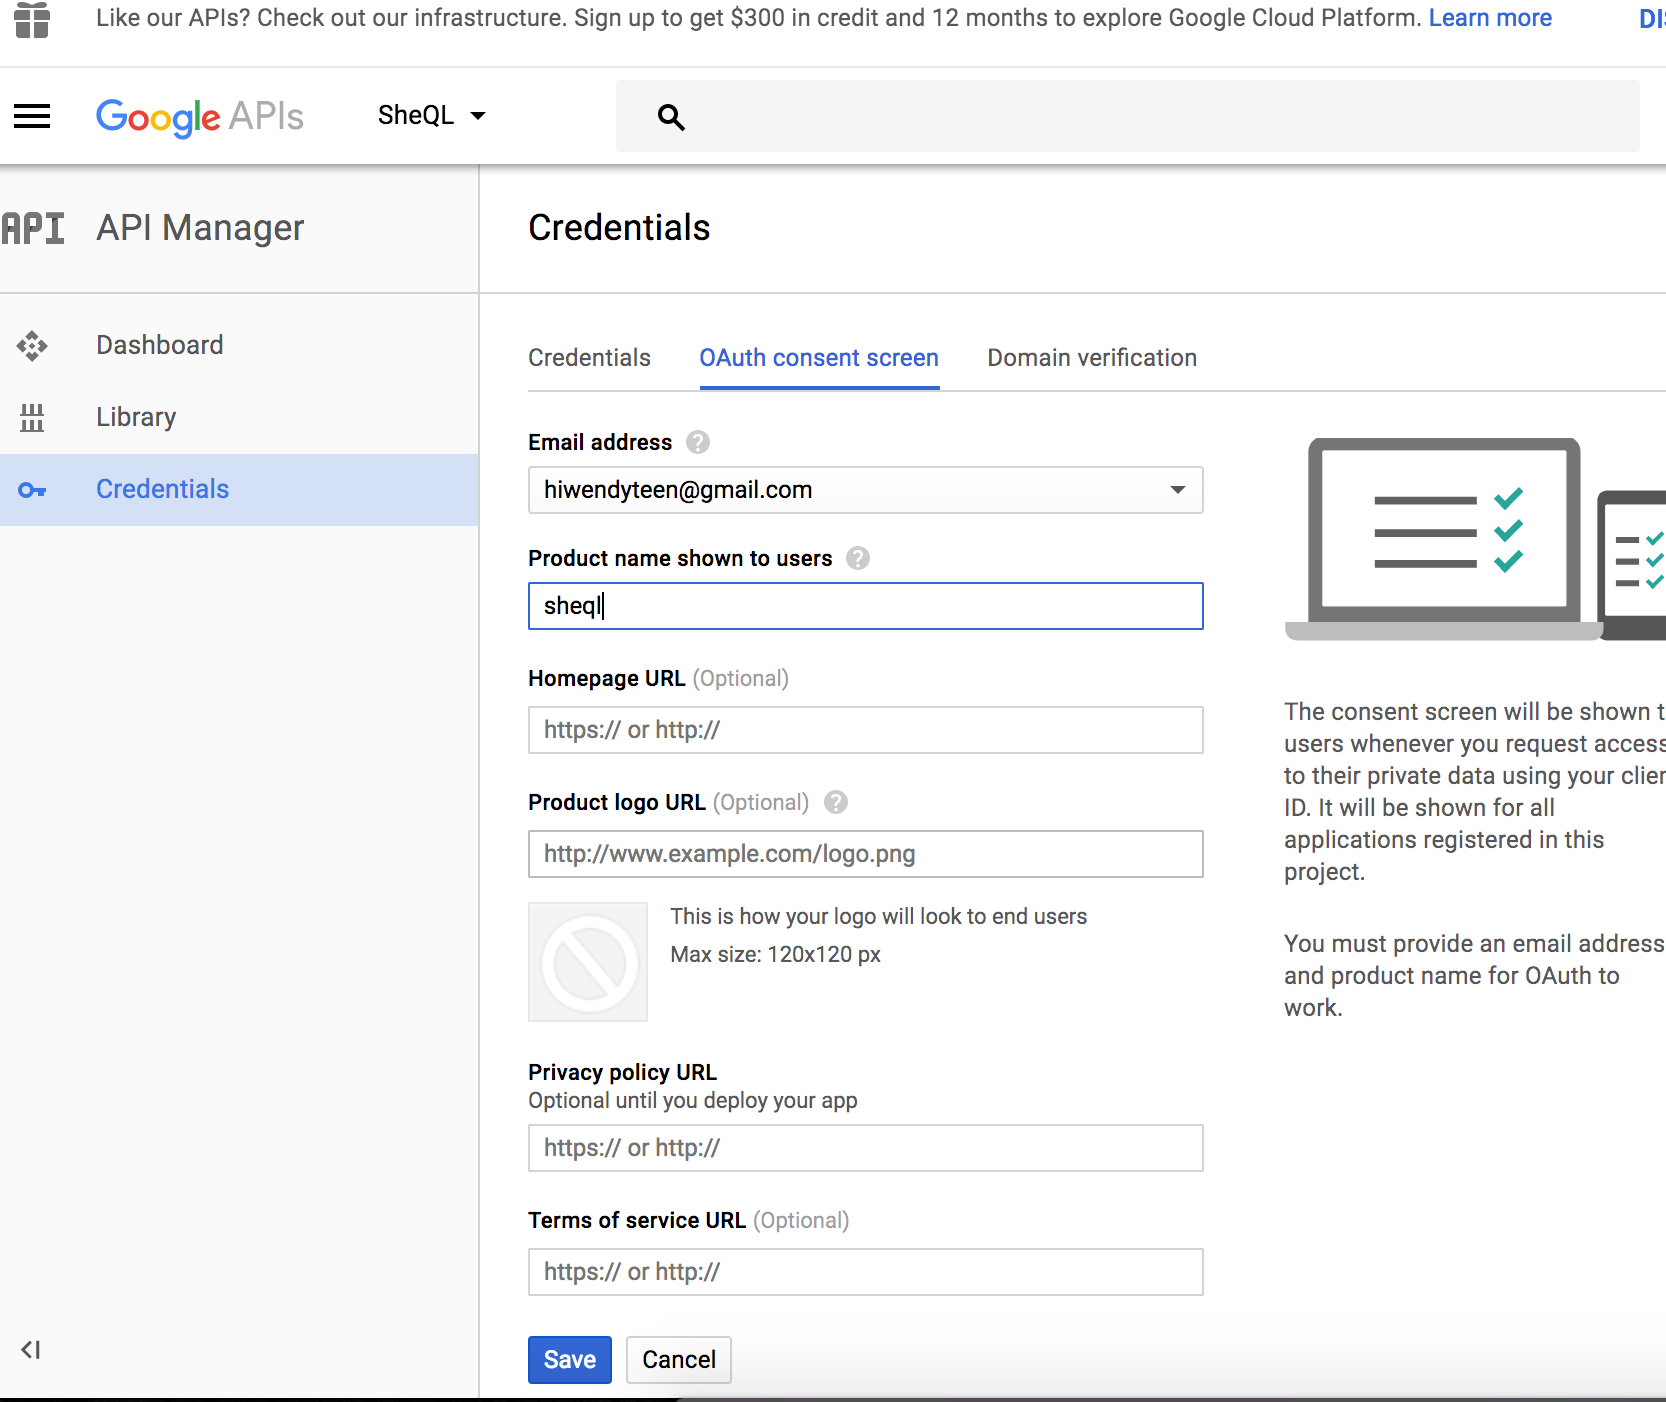 Like our APIs? Check out our infrastructure. Sign up to get $300 in credit and 12 months to explore Google Cloud Platform. Learn more
DI
Google APIs
SheQL
API API Manager
Credentials
Dashboard
Library
Credentials
Credentials OAuth consent screen Domain verification
Email address ?
hiwendyteen@gmail.com
Product name shown to users ?
sheql
Homepage URL (Optional)
https:// or http://
Product logo URL (Optional) ?
http://www.example.com/logo.png
This is how your logo will look to end users
Max size: 120x120 px
Privacy policy URL
Optional until you deploy your app
https:// or http://
Terms of service URL (Optional)
https:// or http://
Save Cancel
The consent screen will be shown t
users whenever you request access
to their private data using your clier
ID. It will be shown for all
applications registered in this
project.
You must provide an email address
and product name for OAuth to
work.